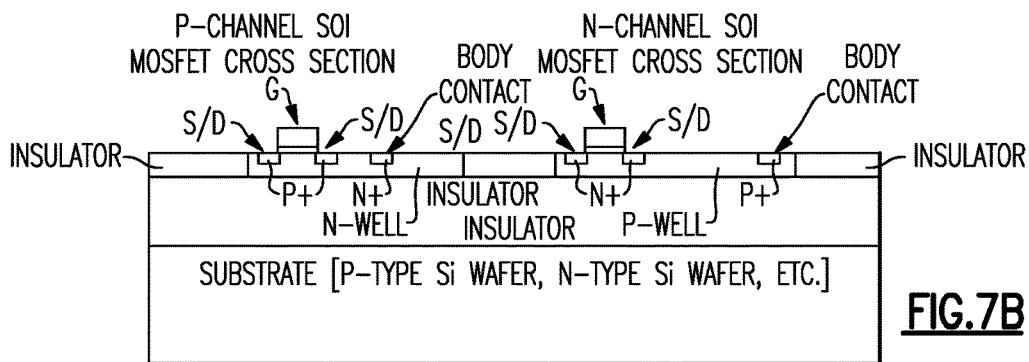 P-CHANNEL SOI
MOSFET CROSS SECTION
G
S/D
S/D
BODY
CONTACT
S/D
N-CHANNEL SOI
MOSFET CROSS SECTION
G
S/D
S/D
BODY
CONTACT
INSULATOR
INSULATOR
P+
N+
INSULATOR
N+
P+
N-WELL
INSULATOR
P-WELL
SUBSTRATE [P-TYPE Si WAFER, N-TYPE Si WAFER, ETC.]
FIG.7B